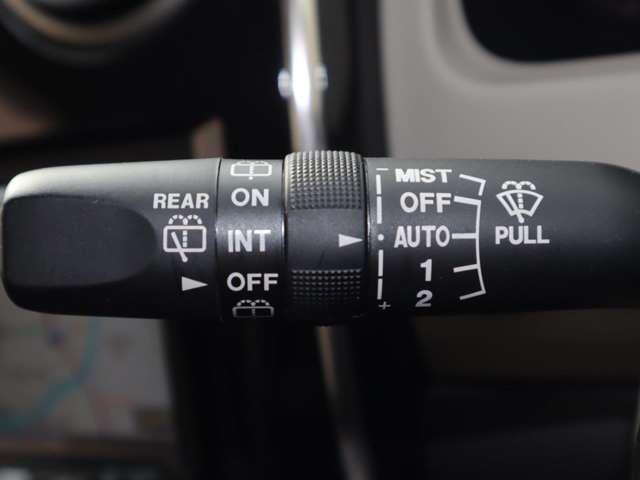 REAR
ON
INT
OFF
−
+
MIST
OFF
AUTO
1
2
PULL